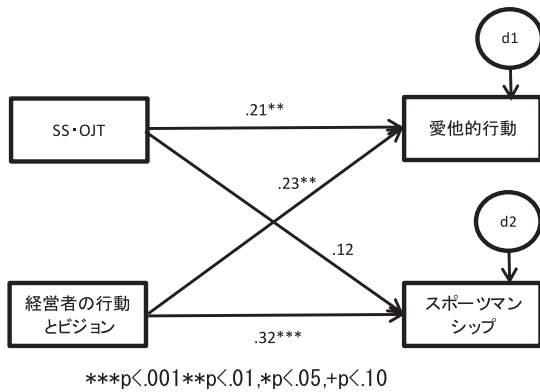 d1
.21**
SS・OJT
愛他的行動
.23**
d2
.12
経営者の行動
とビジョン
スポーツマン
シップ
.32***
***p<.001**p<.01,*p<.05,+p<.10